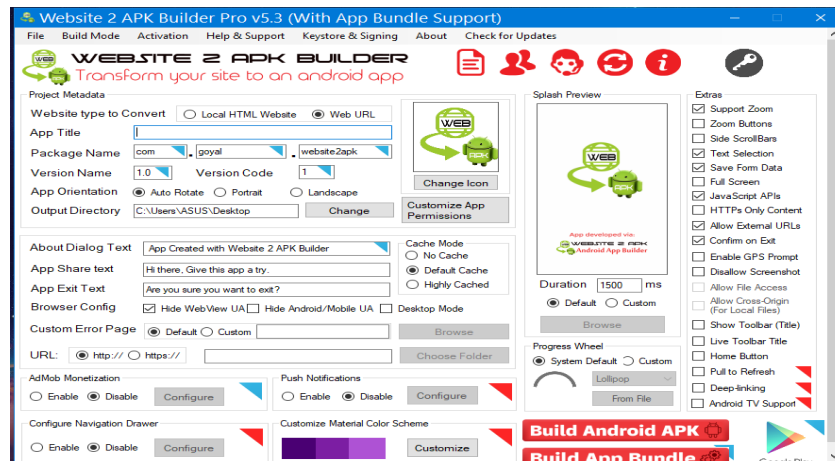 Website 2 APK Builder Pro v5.3 (With App Bundle Support)
File Build Mode Activation Help & Support Keystore & Signing About Check for Updates
WEB
WEBSITE 2 APK BUILDER
Transform your site to an android app
Project Metadata
Website type to Convert Local HTML Website Web URL
App Title
Package Name com . goyal . website2apk
Version Name 1.0 Version Code 1
App Orientation Auto Rotate Portrait Landscape
Output Directory C:\Users\ASUS\Desktop Change
WEB
APK
Change Icon
Customize App
Permissions
About Dialog Text App Created with Website 2 APK Builder
App Share text Hi there, Give this app a try.
App Exit Text Are you sure you want to exit?
Browser Config Hide WebView UA Hide Android/Mobile UA Desktop Mode
Custom Error Page Default Custom Browse
URL: http:// https:// Choose Folder
Cache Mode
No Cache
Default Cache
Highly Cached
AdMob Monetization
Enable Disable Configure
Push Notifications
Enable Disable Configure
Configure Navigation Drawer
Enable Disable Configure
Customize Material Color Scheme
Customize
Splash Preview
WEB
APK
App developed via:
WEBSITE 2 APK
Android App Builder
Duration 1500 ms
Default Custom
Browse
Progress Wheel
System Default Custom
Lollipop
From File
Extras
Support Zoom
Zoom Buttons
Side ScrollBars
Text Selection
Save Form Data
Full Screen
JavaScript APIs
HTTPs Only Content
Allow External URLs
Confirm on Exit
Enable GPS Prompt
Disallow Screenshot
Allow File Access
Allow Cross-Origin
(For Local Files)
Show Toolbar (Title)
Live Toolbar Title
Home Button
Pull to Refresh
Deep-linking
Android TV Support
Build Android APK
Build App Bundle
Google Play